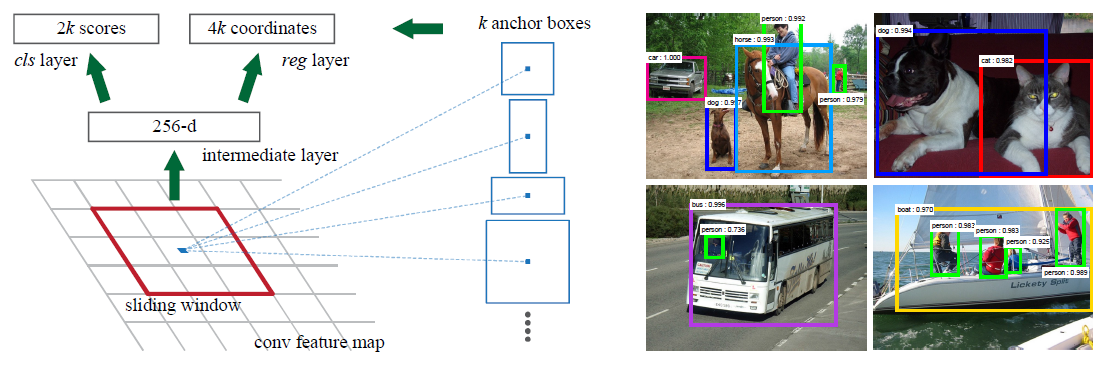 2k scores
4k coordinates
k anchor boxes
cls layer
reg layer
256-d
intermediate layer
sliding window
conv feature map
person : 0.992
horse : 0.993
car : 1.000
dog : 0.997
person : 0.979
dog : 0.994
cat : 0.982
bus : 0.996
person : 0.736
boat : 0.970
person : 0.983
person : 0.983
person : 0.925
person : 0.989
Lickety Split